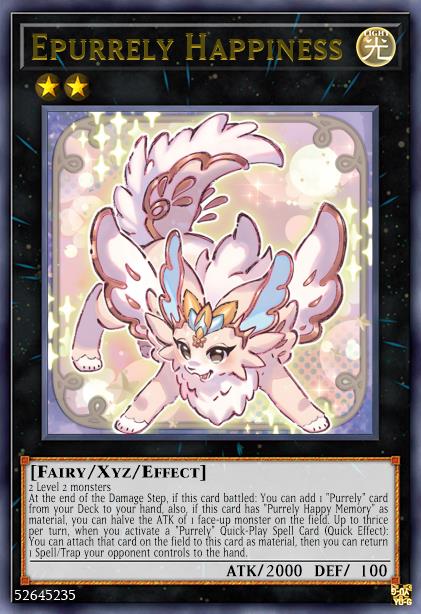 Epurrely Happiness
LIGHT
光
[Fairy/Xyz/Effect]
2 Level 2 monsters
At the end of the Damage Step, if this card battled: You can add 1 "Purrely" card
from your Deck to your hand, also, if this card has "Purrely Happy Memory" as
material, you can halve the ATK of 1 face-up monster on the field. Up to thrice
per turn, when you activate a "Purrely" Quick-Play Spell Card (Quick Effect):
You can attach that card on the field to this card as material, then you can return
1 Spell/Trap your opponent controls to the hand.
ATK/2000 DEF/ 100
52645235